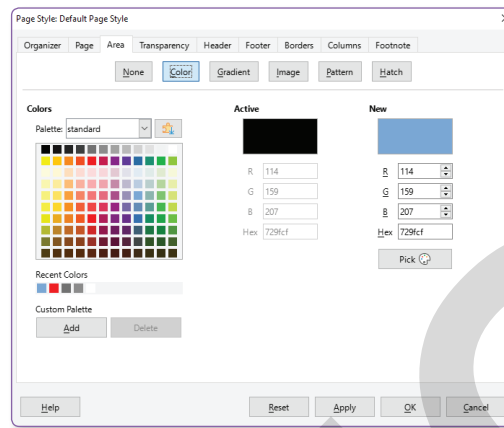 Page Style: Default Page Style
Organizer Page Area Transparency Header Footer Borders Columns Footnote
None Color Gradient Image Pattern Hatch
Colors Active New
Palette: standard
R 114 R 114
G 159 G 159
B 207 B 207
Hex 729fcf Hex 729fcf
Pick
Recent Colors
Custom Palette
Add Delete
Help Reset Apply OK Cancel